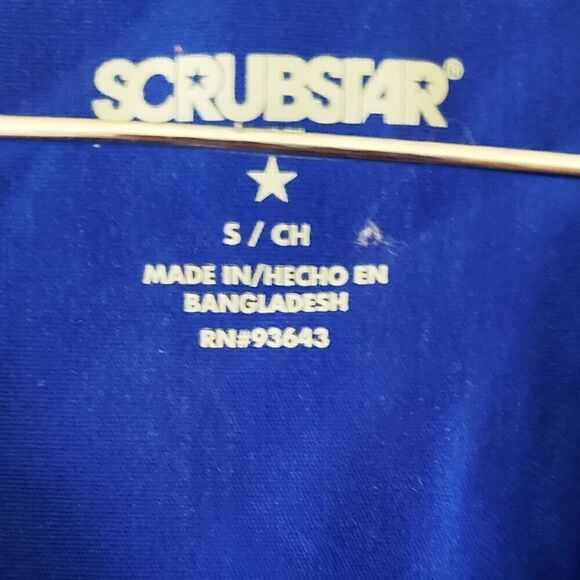 SCRUBSTAR®
S / CH
MADE IN/HECHO EN
BANGLADESH
RN#93643